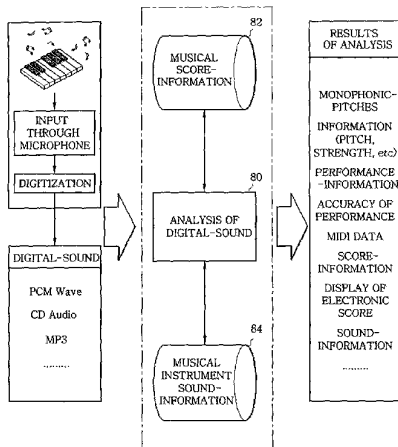 INPUT
THROUGH
MICROPHONE
DIGITIZATION
DIGITAL-SOUND
PCM Wave
CD Audio
MP3
.........
82
MUSICAL
SCORE-
INFORMATION
80
ANALYSIS OF
DIGITAL-SOUND
84
MUSICAL
INSTRUMENT
SOUND-
INFORMATION
RESULTS
OF ANALYSIS
MONOPHONIC-
PITCHES
INFORMATION
(PITCH,
STRENGTH, etc)
PERFORMANCE
-INFORMATION
ACCURACY OF
PERFORMANCE
MIDI DATA
SCORE-
INFORMATION
DISPLAY OF
ELECTRONIC
SCORE
SOUND-
INFORMATION
.........